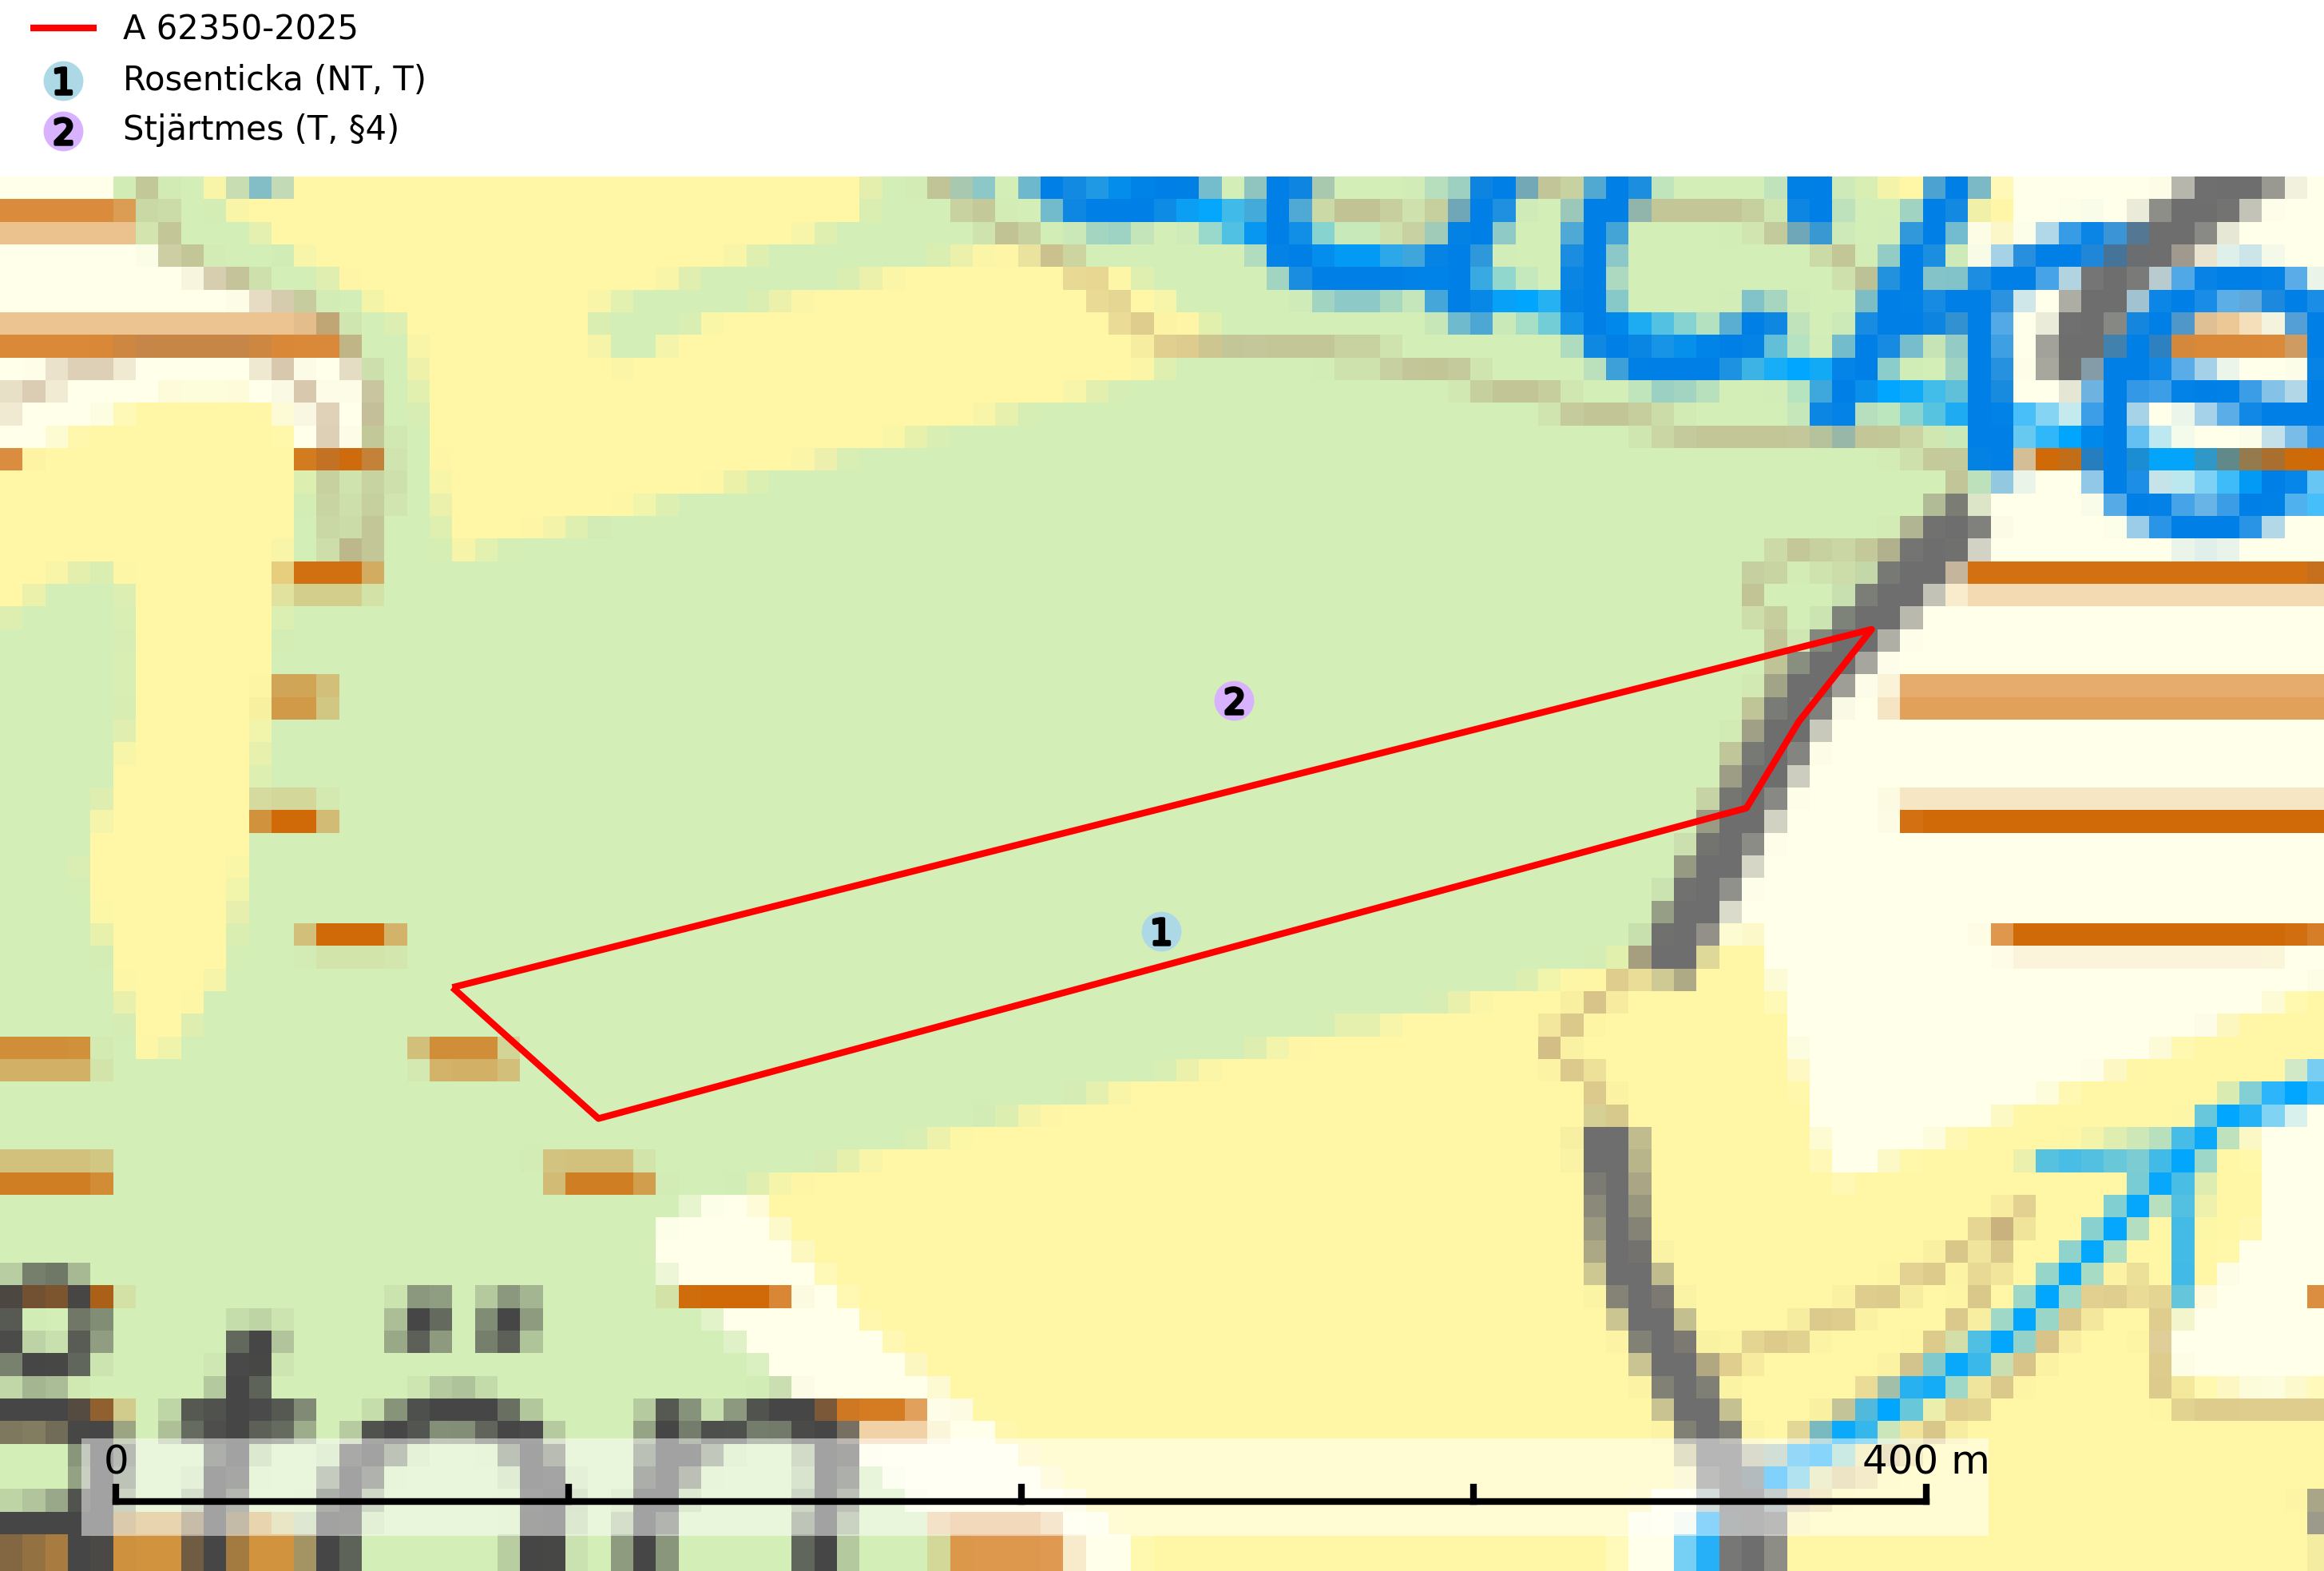 A 62350-2025
1 Rosenticka (NT, T)
2 Stjärtmes (T, §4)
2
1
0 400 m